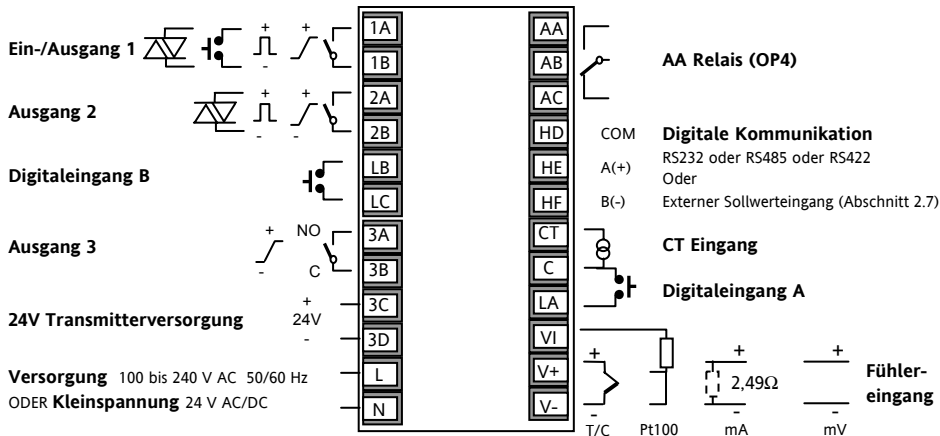 Ein-/Ausgang 1
+
-
+
-
1A
1B
Ausgang 2
+
-
+
-
2A
2B
Digitaleingang B
LB
LC
Ausgang 3
+
-
NO
C
3A
3B
24V Transmitterversorgung
+
24V
-
3C
3D
Versorgung 100 bis 240 V AC 50/60 Hz
ODER Kleinspannung 24 V AC/DC
L
N
AA
AB
AC
AA Relais (OP4)
HD
HE
HF
COM
A(+)
B(-)
Digitale Kommunikation
RS232 oder RS485 oder RS422
Oder
Externer Sollwerteingang (Abschnitt 2.7)
CT
C
LA
CT Eingang
Digitaleingang A
VI
V+
V-
+
-
T/C
Pt100
+
2,49Ω
-
mA
+
-
mV
Fühler-
eingang